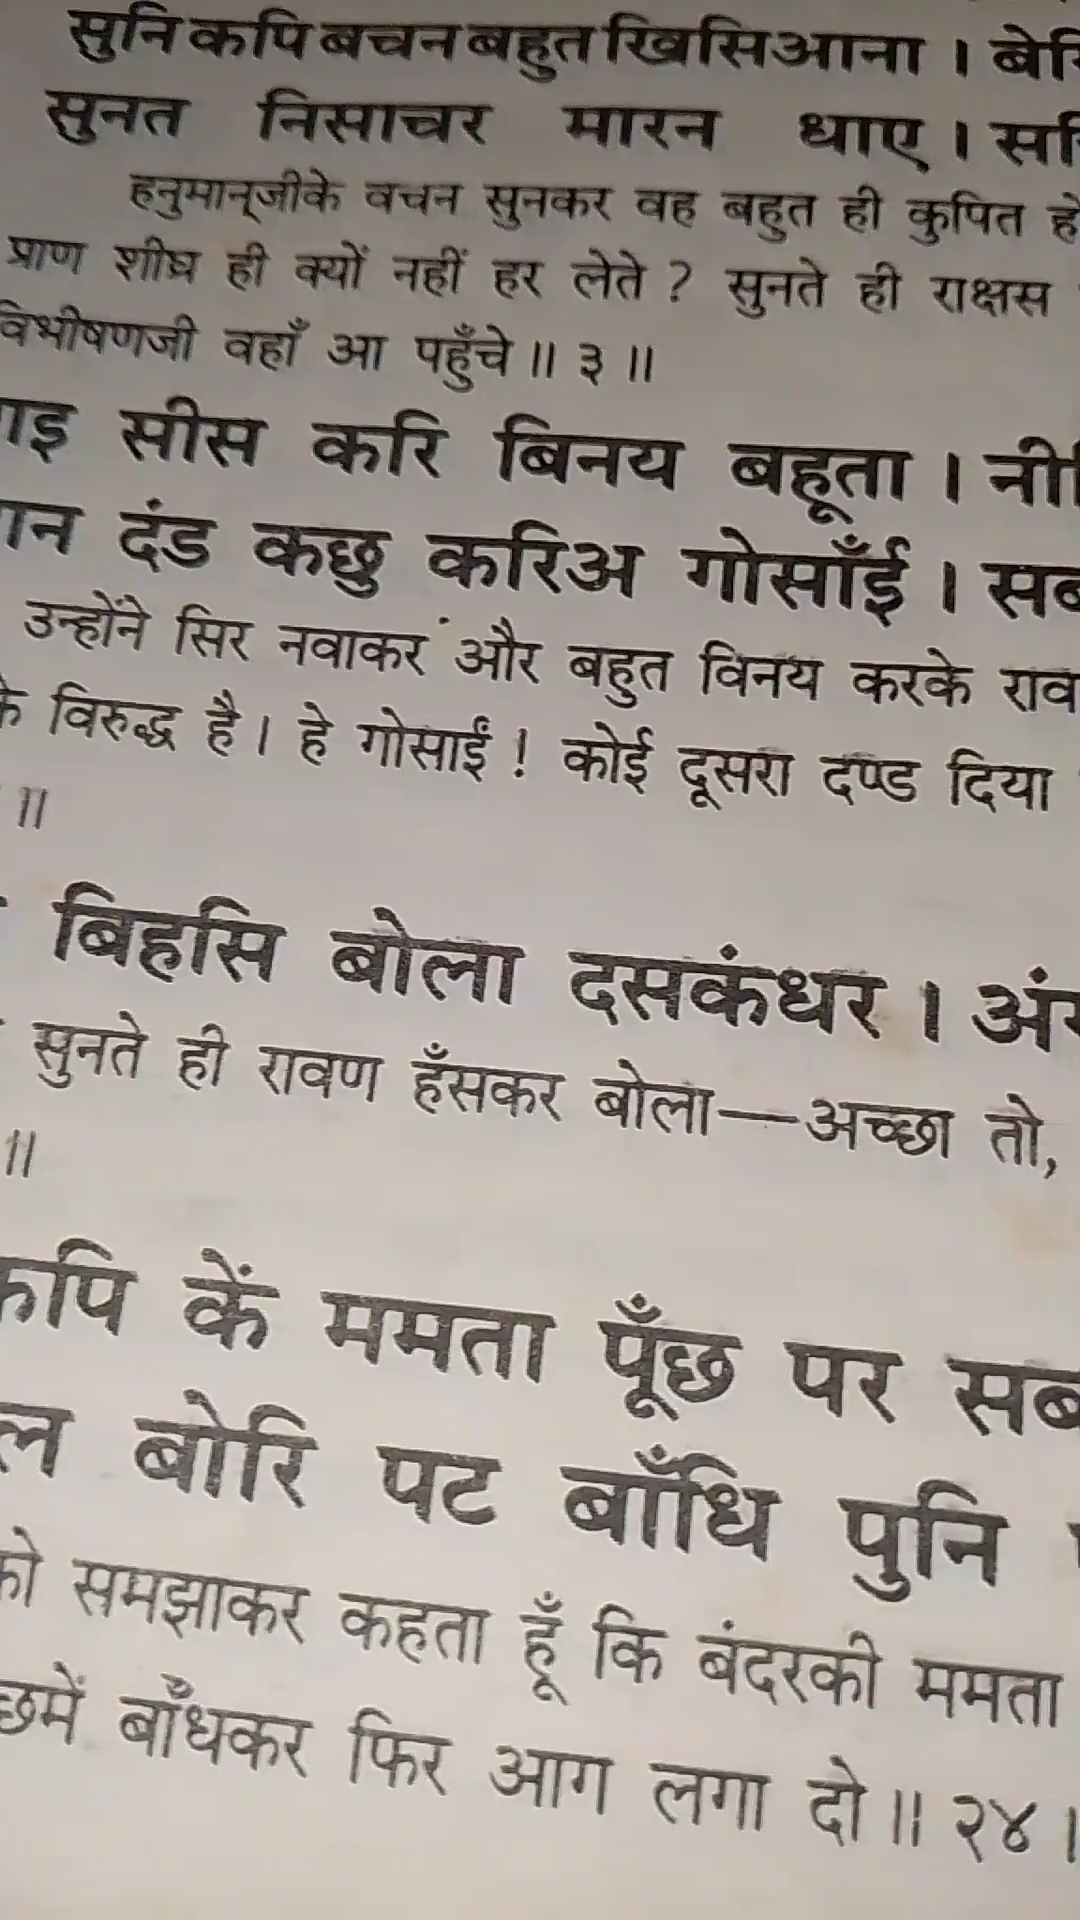 सुनि कपि बचन बहुत खिसिआना ।
सुनत निसाचर मारन धाए ।
हनुमान्‌जीके वचन सुनकर वह बहुत ही कुपित
प्राण शीघ्र ही क्यों नहीं हर लेते ? सुनते ही राक्षस
विभीषणजी वहाँ आ पहुँचे ॥ ३ ॥
सीस करि बिनय बहूता ।
दंड कछु करिअ गोसाँई ।
उन्होंने सिर नवाकर और बहुत विनय करके
के विरुद्ध है। हे गोसाईं ! कोई दूसरा दण्ड दिया
॥
बिहसि बोला दसकंधर ।
सुनते ही रावण हँसकर बोला—अच्छा तो,
॥
कपि कें ममता पूँछ पर
बोरि पट बाँधि पुनि
को समझाकर कहता हूँ कि बंदरकी ममता
बाँधकर फिर आग लगा दो ॥ २४ ।